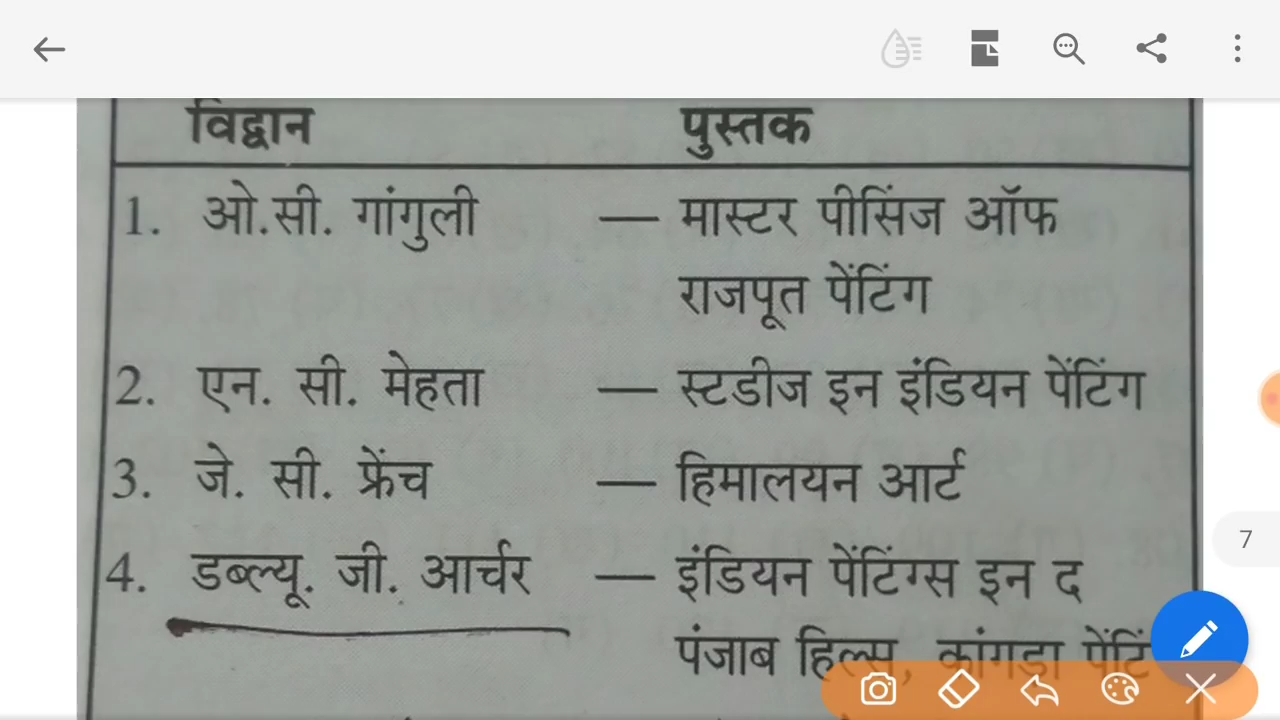 विद्वान पुस्तक
1. ओ.सी. गांगुली — मास्टर पीसिंज ऑफ
राजपूत पेंटिंग
2. एन. सी. मेहता — स्टडीज इन इंडियन पेंटिंग
3. जे. सी. फ्रेंच — हिमालयन आर्ट
7
4. डब्ल्यू. जी. आर्चर — इंडियन पेंटिंग्स इन द
पंजाब हिल्स, कांगड़ा